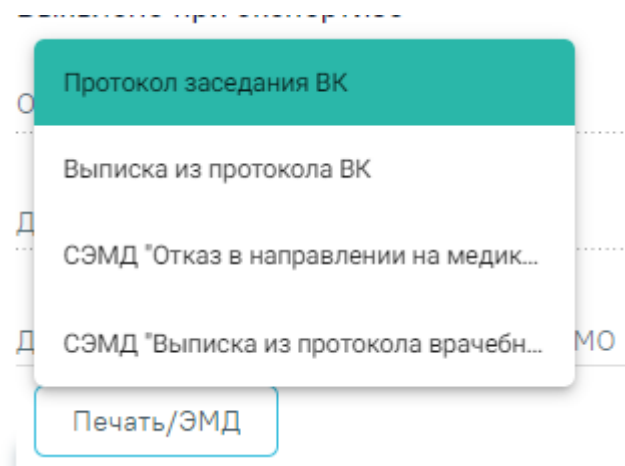 Протокол заседания ВК
О
Выписка из протокола ВК
Д
СЭМД "Отказ в направлении на медик...
Д
СЭМД "Выписка из протокола врачебн...
МО
Печать/ЭМД